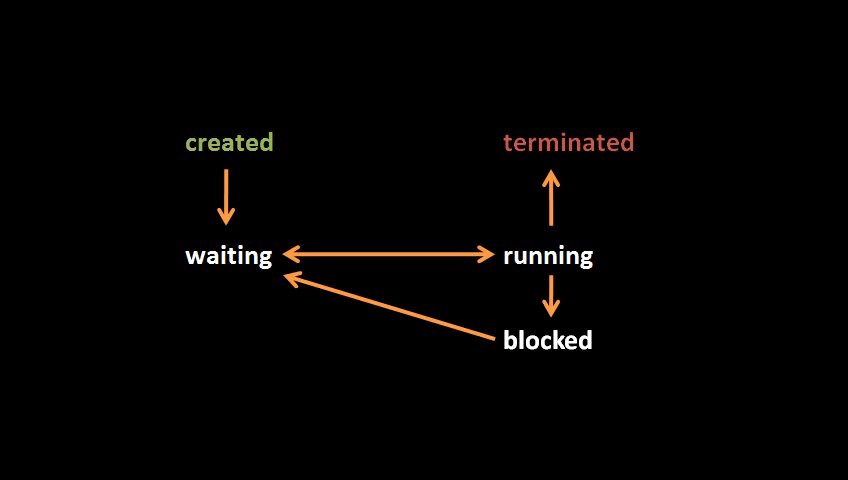 created
terminated
waiting
running
blocked